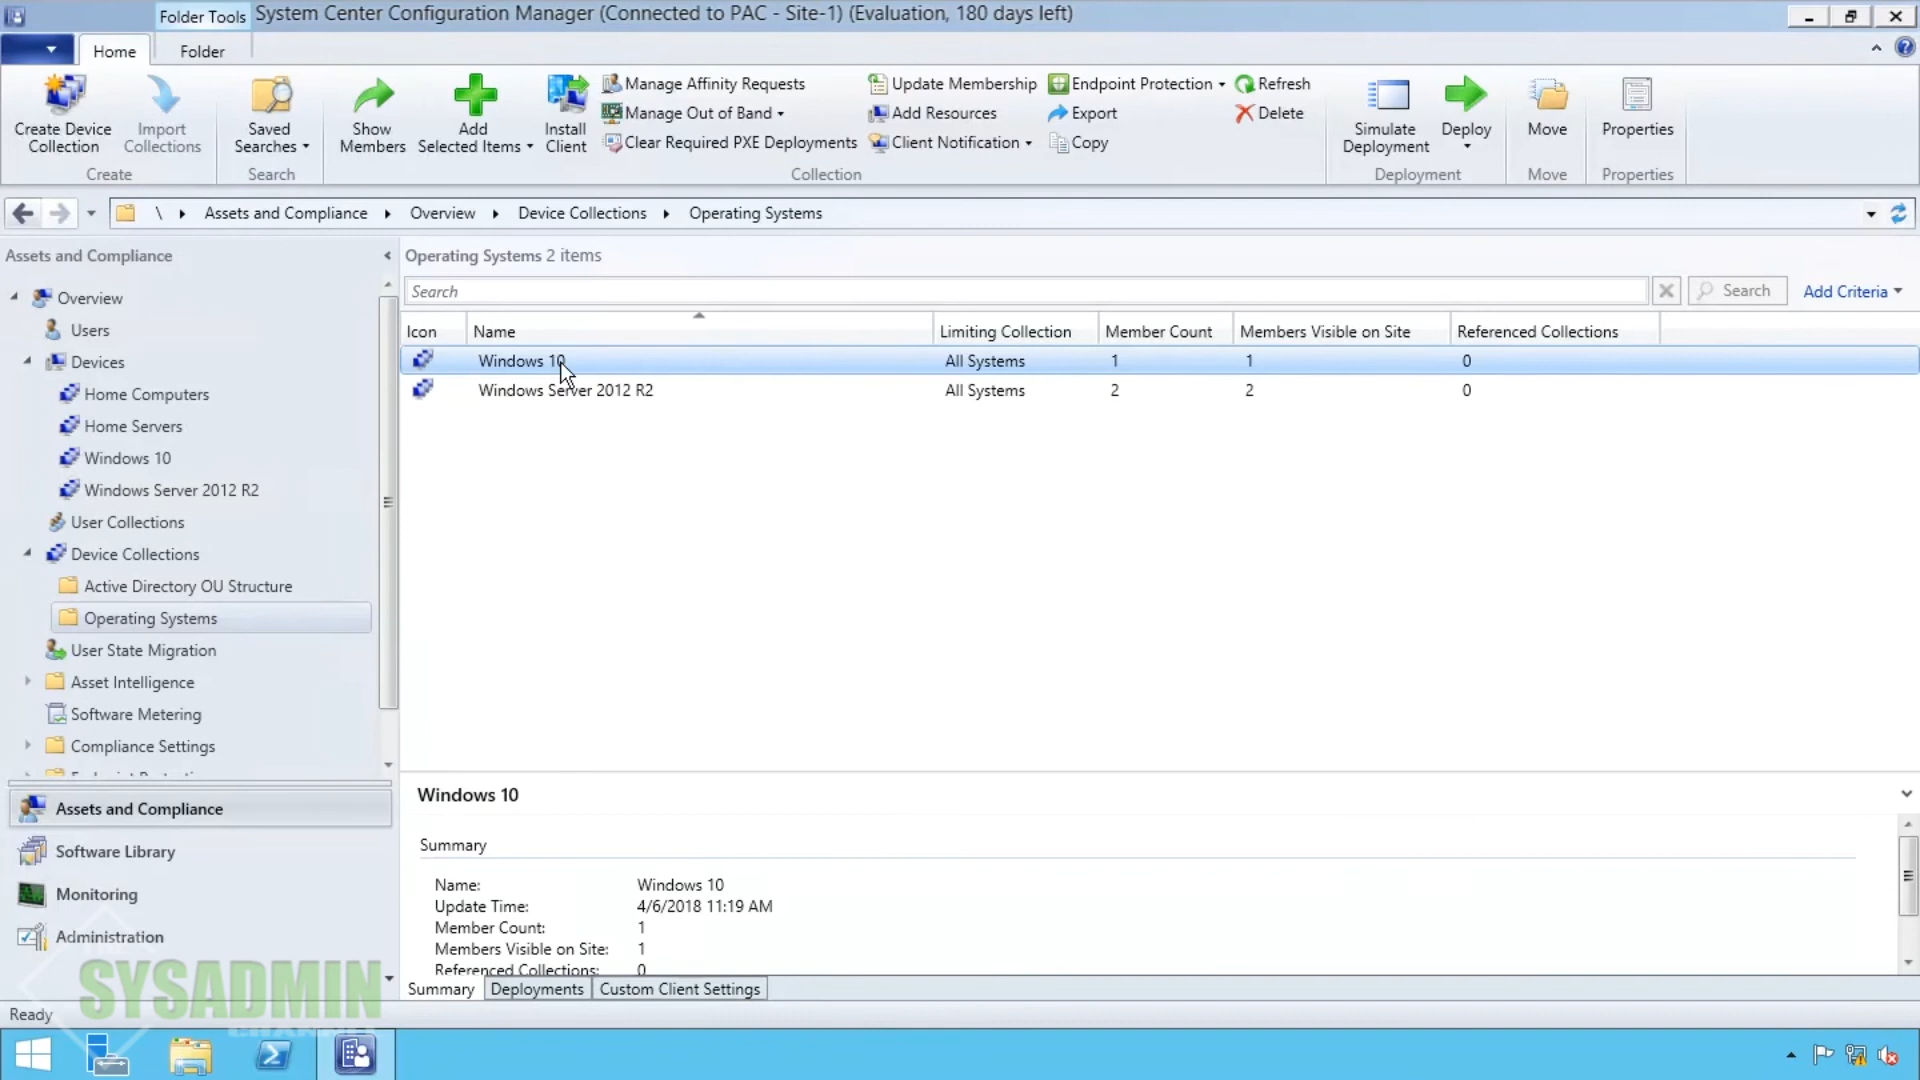 Folder Tools
System Center Configuration Manager (Connected to PAC - Site-1) (Evaluation, 180 days left)
Home
Folder
Create Device Collection
Import Collections
Create
Saved Searches
Search
Show Members
Add Selected Items
Install Client
Manage Affinity Requests
Manage Out of Band
Clear Required PXE Deployments
Update Membership
Add Resources
Client Notification
Endpoint Protection
Export
Copy
Refresh
Delete
Collection
Simulate Deployment
Deploy
Deployment
Move
Move
Properties
Properties
\ Assets and Compliance Overview Device Collections Operating Systems
Assets and Compliance
Overview
Users
Devices
Home Computers
Home Servers
Windows 10
Windows Server 2012 R2
User Collections
Device Collections
Active Directory OU Structure
Operating Systems
User State Migration
Asset Intelligence
Software Metering
Compliance Settings
Assets and Compliance
Software Library
Monitoring
Administration
Operating Systems 2 items
Search
Search
Add Criteria
Icon Name Limiting Collection Member Count Members Visible on Site Referenced Collections
Windows 10 All Systems 1 1 0
Windows Server 2012 R2 All Systems 2 2 0
Windows 10
Summary
Name: Windows 10
Update Time: 4/6/2018 11:19 AM
Member Count: 1
Members Visible on Site: 1
Referenced Collections: 0
Summary Deployments Custom Client Settings
SYSADMIN
CHANNEL
Ready